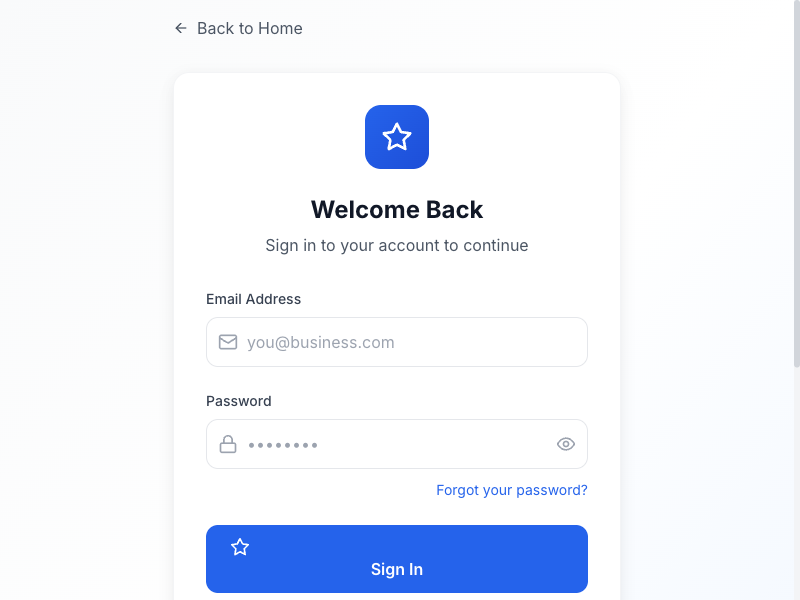 Back to Home
Welcome Back
Sign in to your account to continue
Email Address
you@business.com
Password
••••••••
Forgot your password?
Sign In